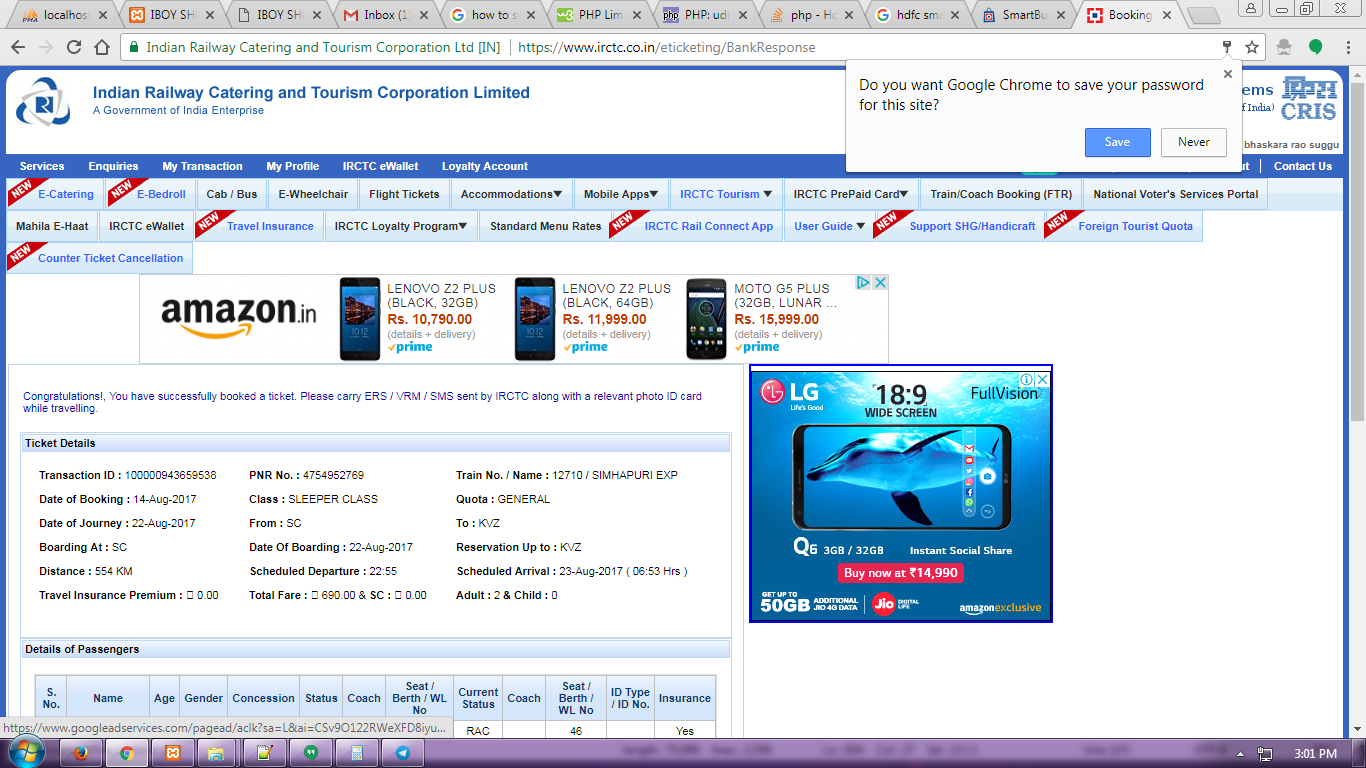 localhos
IBOY SHO
IBOY SHO
Inbox (1)
how to s
PHP Lim
PHP: udr
php - Ho
hdfc sma
SmartBu
Booking
Indian Railway Catering and Tourism Corporation Ltd [IN] https://www.irctc.co.in/eticketing/BankResponse
Do you want Google Chrome to save your password
for this site?
Save Never
Indian Railway Catering and Tourism Corporation Limited
A Government of India Enterprise
ems
of India)
CRIS
bhaskara rao suggu
Services Enquiries My Transaction My Profile IRCTC eWallet Loyalty Account Contact Us
NEW E-Catering NEW E-Bedroll Cab / Bus E-Wheelchair Flight Tickets Accommodations▼ Mobile Apps▼ IRCTC Tourism ▼ IRCTC PrePaid Card▼ Train/Coach Booking (FTR) National Voter's Services Portal
Mahila E-Haat IRCTC eWallet NEW Travel Insurance IRCTC Loyalty Program▼ Standard Menu Rates NEW IRCTC Rail Connect App User Guide ▼ NEW Support SHG/Handicraft NEW Foreign Tourist Quota
NEW Counter Ticket Cancellation
amazon.in
LENOVO Z2 PLUS
(BLACK, 32GB)
Rs. 10,790.00
(details + delivery)
prime
LENOVO Z2 PLUS
(BLACK, 64GB)
Rs. 11,999.00
(details + delivery)
prime
MOTO G5 PLUS
(32GB, LUNAR ...
Rs. 15,999.00
(details + delivery)
prime
Congratulations!, You have successfully booked a ticket. Please carry ERS / VRM / SMS sent by IRCTC along with a relevant photo ID card
while travelling.
Ticket Details
Transaction ID : 100000943659538 PNR No. : 4754952769 Train No. / Name : 12710 / SIMHAPURI EXP
Date of Booking : 14-Aug-2017 Class : SLEEPER CLASS Quota : GENERAL
Date of Journey : 22-Aug-2017 From : SC To : KVZ
Boarding At : SC Date Of Boarding : 22-Aug-2017 Reservation Up to : KVZ
Distance : 554 KM Scheduled Departure : 22:55 Scheduled Arrival : 23-Aug-2017 ( 06:53 Hrs )
Travel Insurance Premium : 0.00 Total Fare : 690.00 & SC : 0.00 Adult : 2 & Child : 0
Details of Passengers
S. No. Name Age Gender Concession Status Coach Seat / Berth / WL No Current Status Coach Seat / Berth / WL No ID Type / ID No. Insurance
RAC 46 Yes
LG
Life's Good
18:9
WIDE SCREEN
FullVision
Q6 3GB / 32GB Instant Social Share
Buy now at ₹14,990
GET UP TO
50GB ADDITIONAL
JIO 4G DATA
Jio DIGITAL
LIFE
amazonexclusive
https://www.googleadservices.com/pagead/aclk?sa=L&ai=CSv9O122RWeXFD8iyu...
3:01 PM